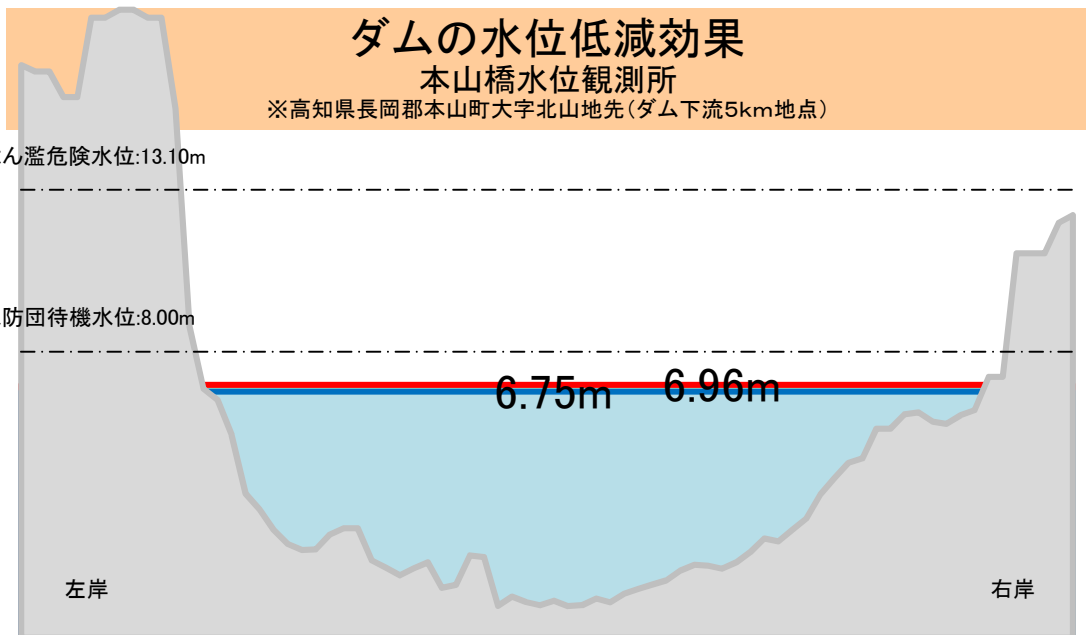 ダムの水位低減効果
本山橋水位観測所
※高知県長岡郡本山町大字北山地先(ダム下流5km地点)
ん濫危険水位:13.10m
防団待機水位:8.00m
6.75m
6.96m
左岸
右岸